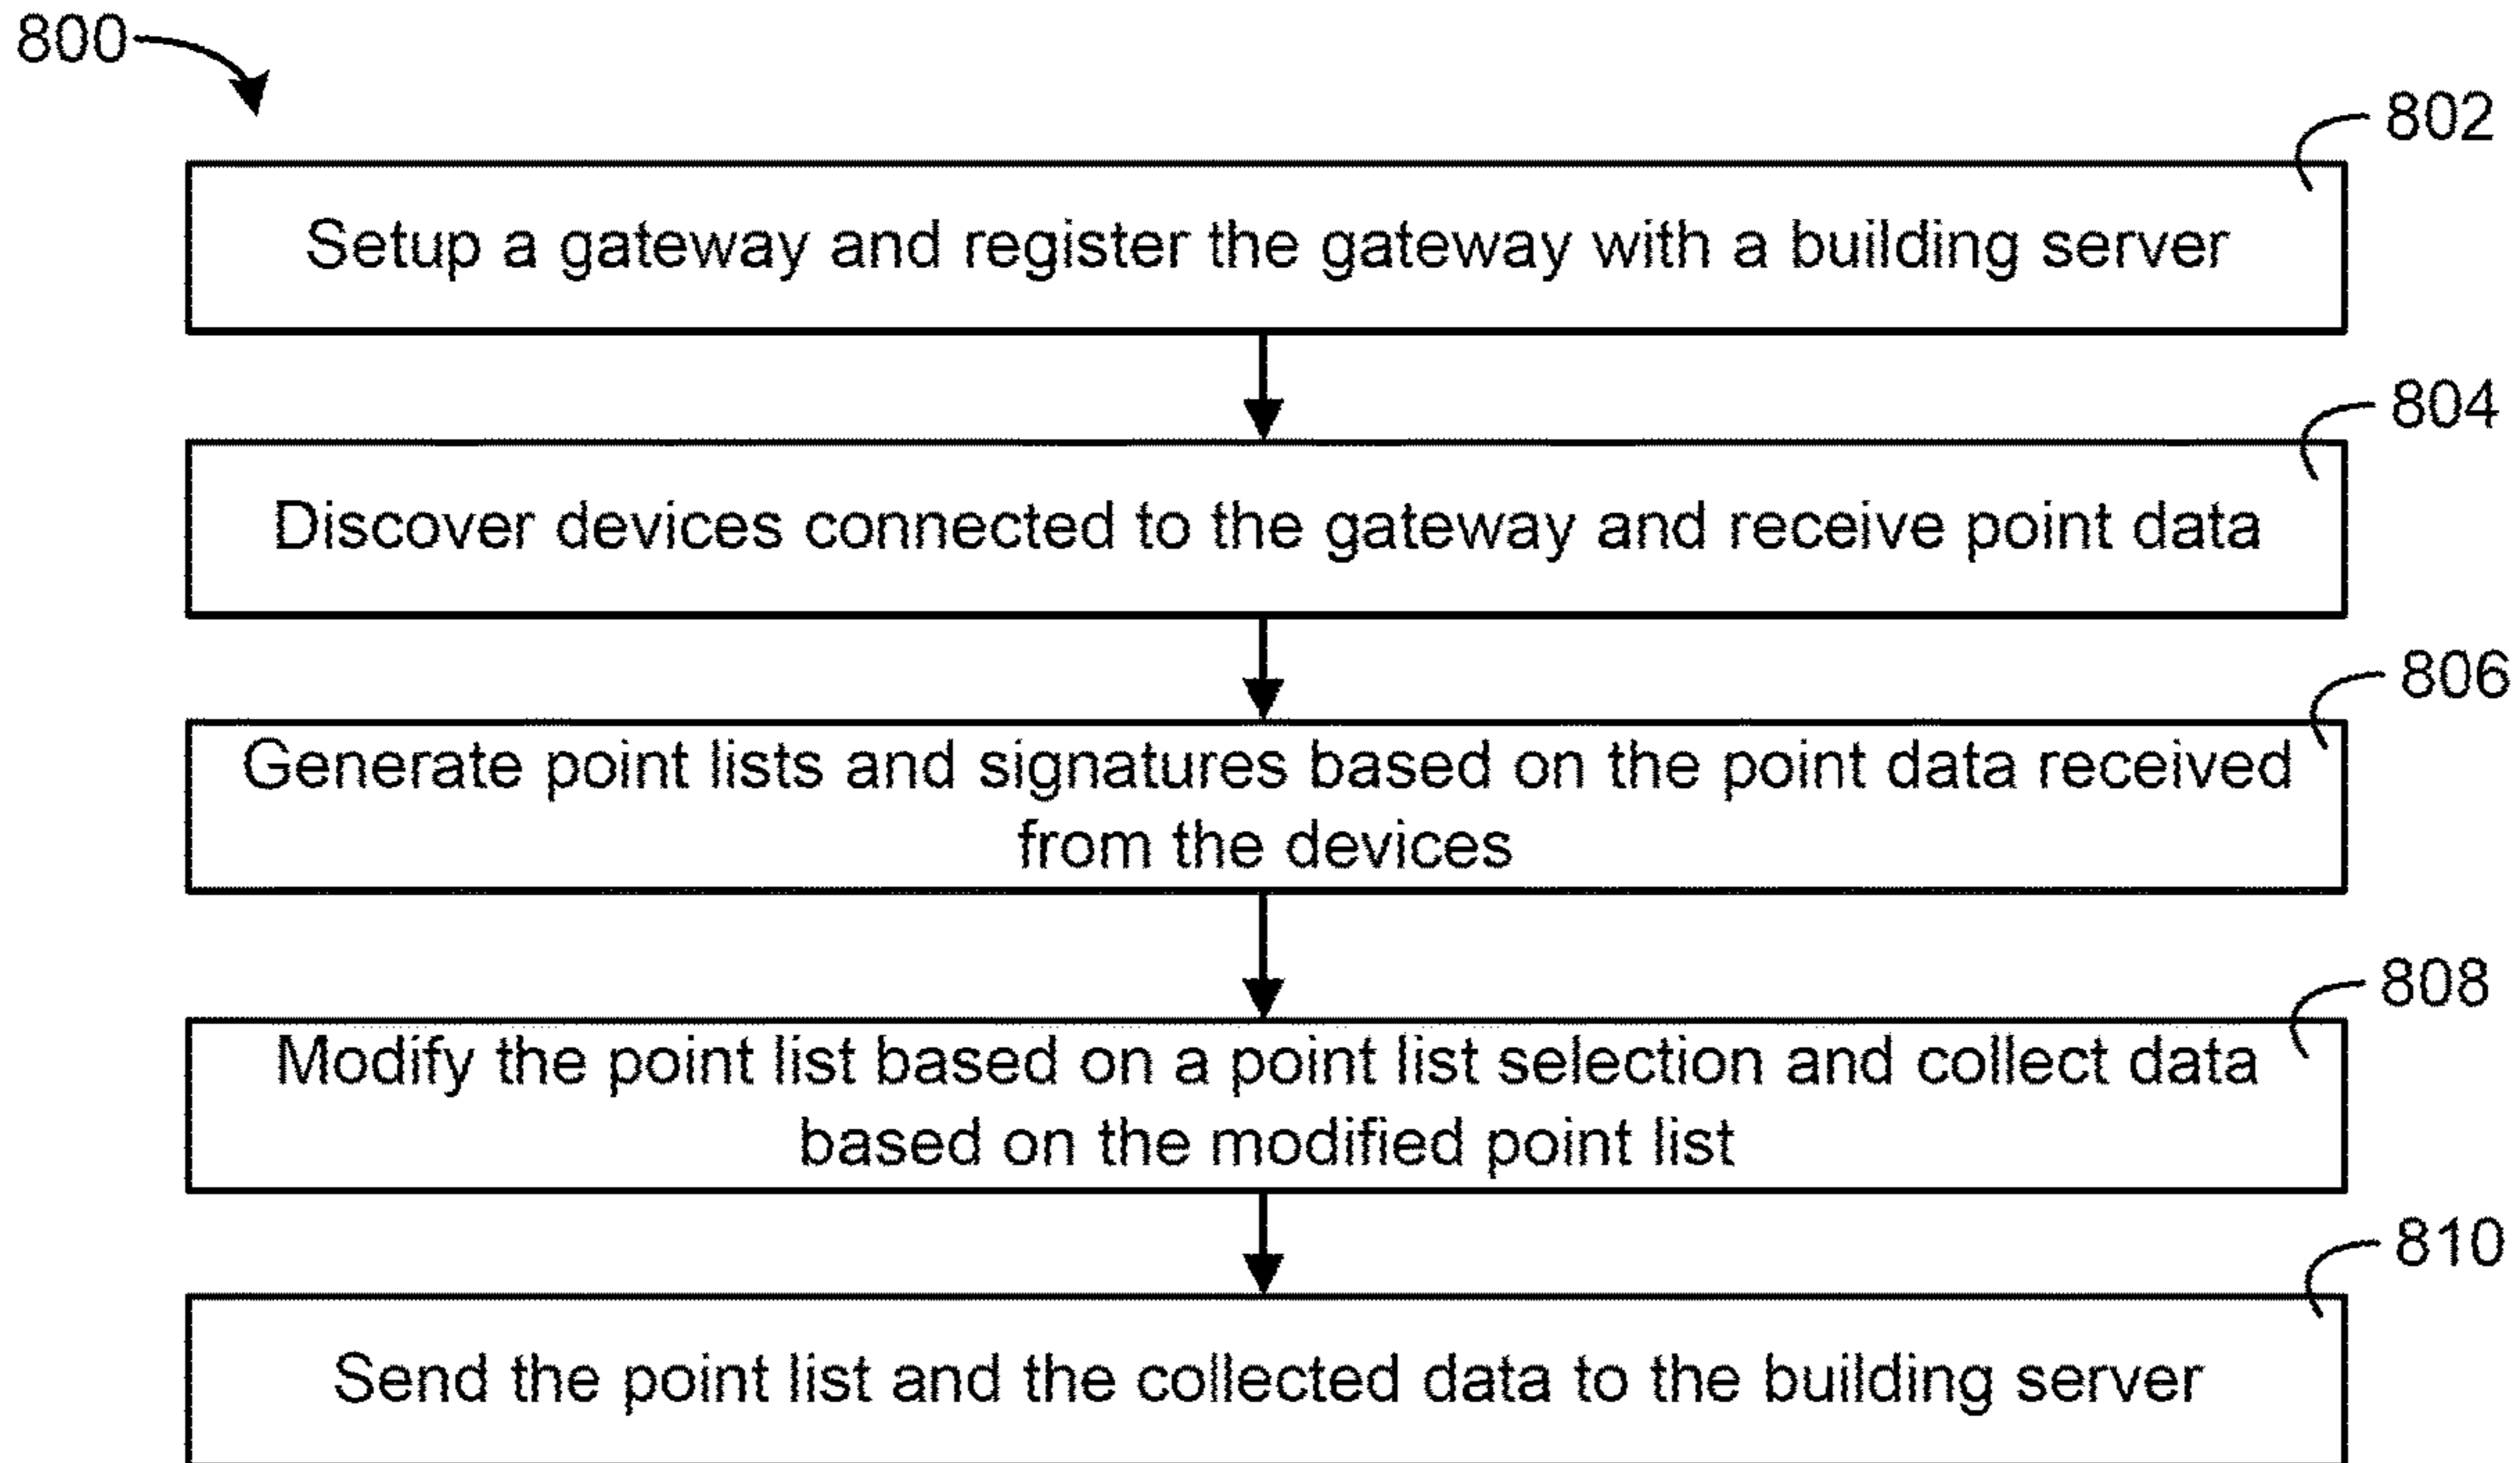 800
802
Setup a gateway and register the gateway with a building server
804
Discover devices connected to the gateway and receive point data
806
Generate point lists and signatures based on the point data received
from the devices
808
Modify the point list based on a point list selection and collect data
based on the modified point list
810
Send the point list and the collected data to the building server